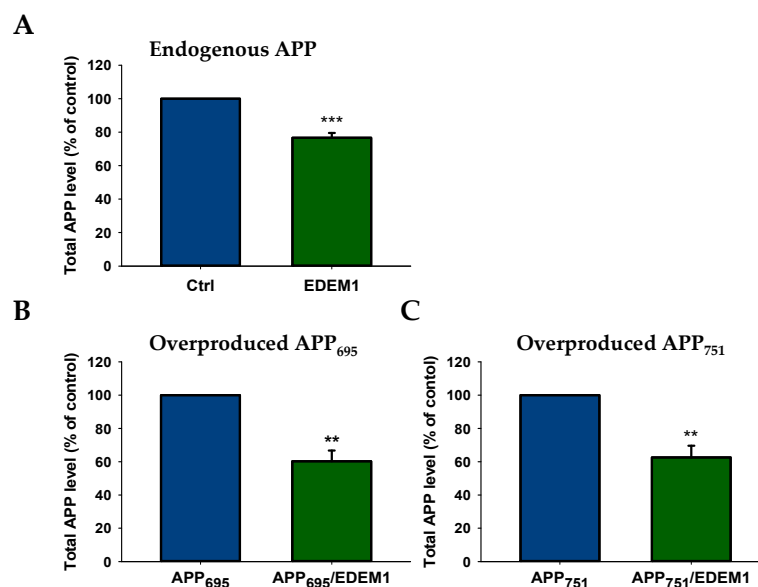 A
Endogenous APP
Total APP level (% of control)
120
100
80
60
40
20
0
***
Ctrl
EDEM1
B
Overproduced APP695
Total APP level (% of control)
120
100
80
60
40
20
0
**
APP695
APP695/EDEM1
C
Overproduced APP751
Total APP level (% of contol)
120
100
80
60
40
20
0
**
APP751
APP751/EDEM1